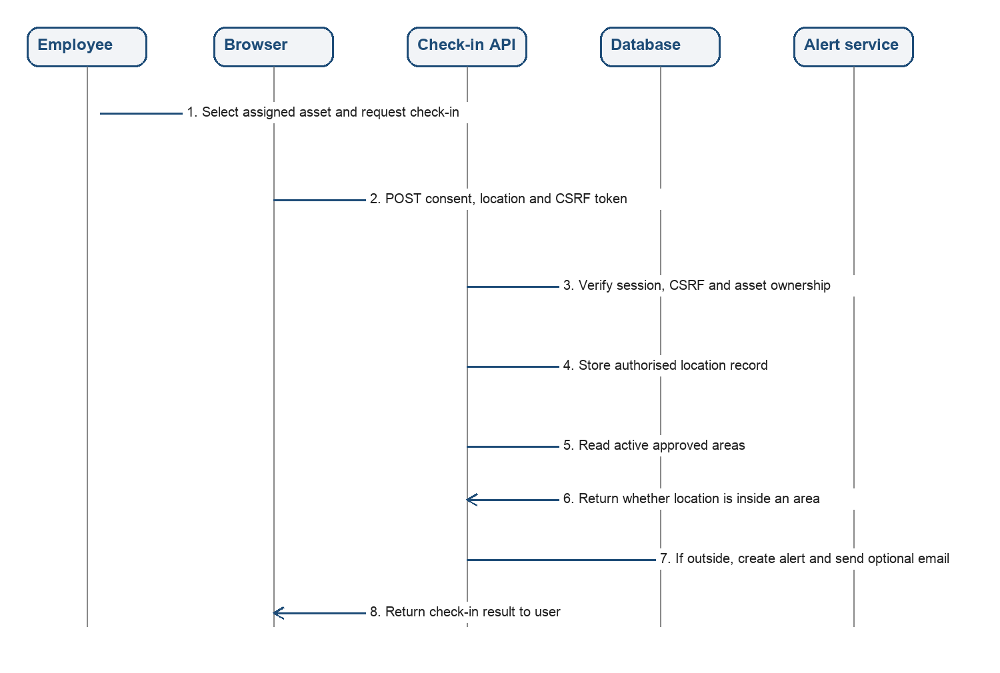 Employee
Browser
Check-in API
Database
Alert service
1. Select assigned asset and request check-in
2. POST consent, location and CSRF token
3. Verify session, CSRF and asset ownership
4. Store authorised location record
5. Read active approved areas
6. Return whether location is inside an area
7. If outside, create alert and send optional email
8. Return check-in result to user